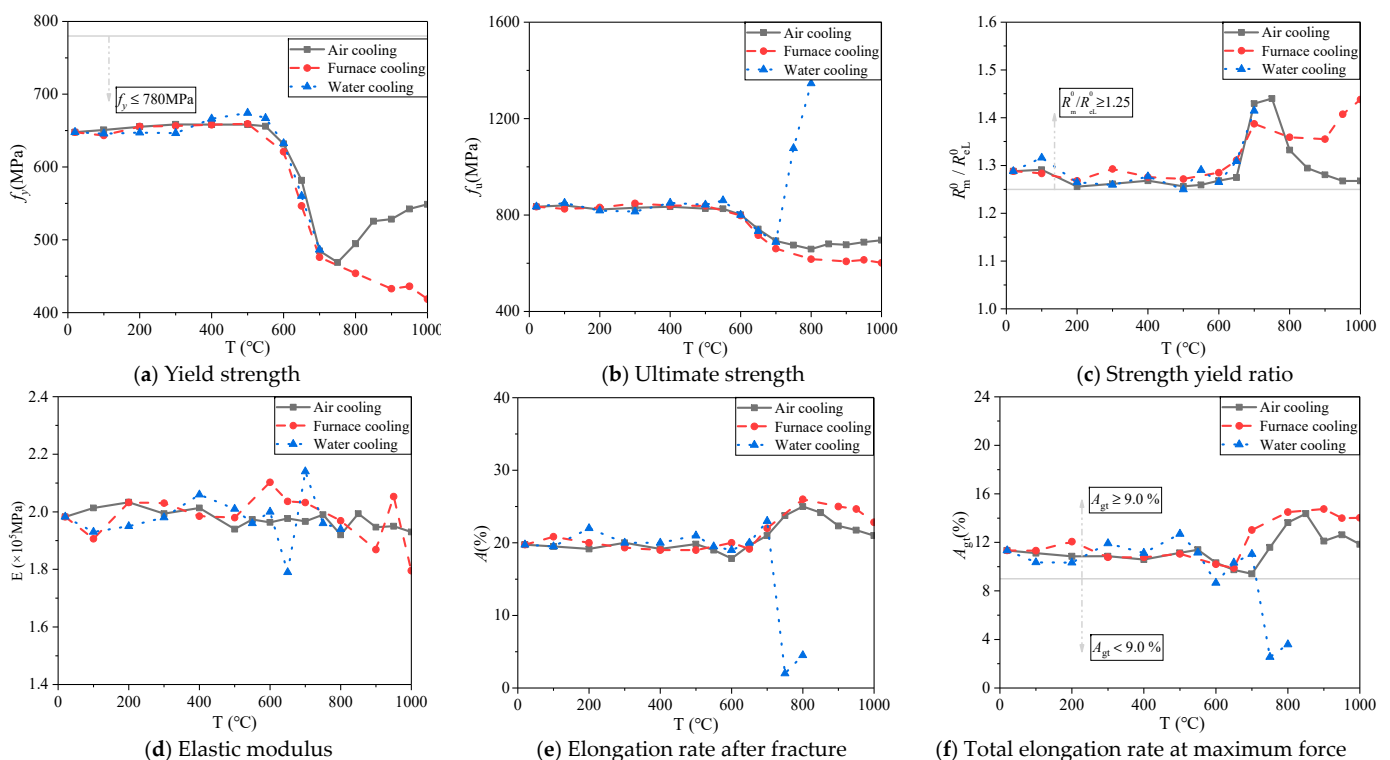 800
700
600
500
400
0 200 400 600 800 1000
f_y(MPa)
T (℃)
Air cooling
Furnace cooling
Water cooling
f_y ≤ 780MPa
(a) Yield strength
1600
1200
800
400
0 200 400 600 800 1000
f_u(MPa)
T (℃)
Air cooling
Furnace cooling
Water cooling
(b) Ultimate strength
1.6
1.5
1.4
1.3
1.2
1.1
1.0
0 200 400 600 800 1000
R_m^0 / R_eL^0
T (℃)
Air cooling
Furnace cooling
Water cooling
R_m^0/R_eL^0 ≥1.25
(c) Strength yield ratio
2.4
2.2
2.0
1.8
1.6
1.4
0 200 400 600 800 1000
E (×10^5MPa)
T (℃)
Air cooling
Furnace cooling
Water cooling
(d) Elastic modulus
40
30
20
10
0
0 200 400 600 800 1000
A(%)
T (℃)
Air cooling
Furnace cooling
Water cooling
(e) Elongation rate after fracture
24
20
16
12
8
4
0
0 200 400 600 800 1000
A_gt(%)
T (℃)
Air cooling
Furnace cooling
Water cooling
A_gt ≥ 9.0 %
A_gt < 9.0 %
(f) Total elongation rate at maximum force